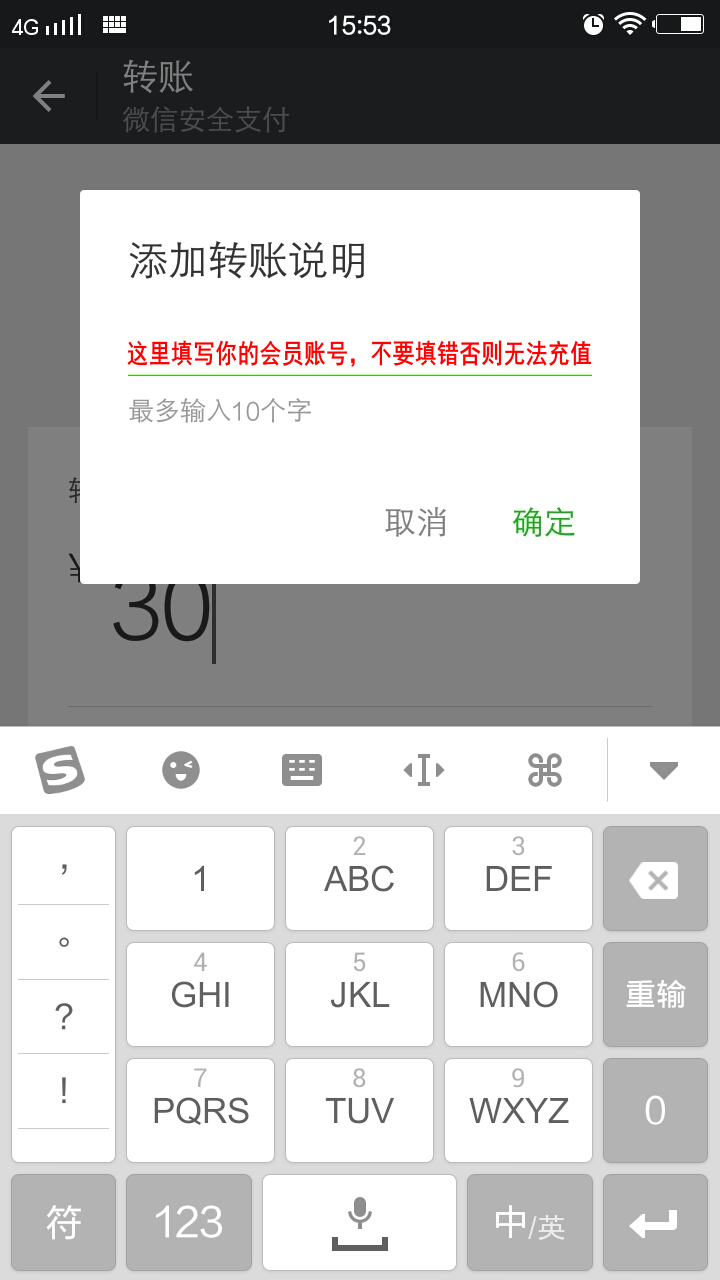 4G 15:53
转账
微信安全支付
添加转账说明
这里填写你的会员账号，不要填错否则无法充值
最多输入10个字
取消 确定
¥
30
， 1 2 ABC 3 DEF
。 4 GHI 5 JKL 6 MNO 重输
? 7 PQRS 8 TUV 9 WXYZ 0
!
符 123 中/英